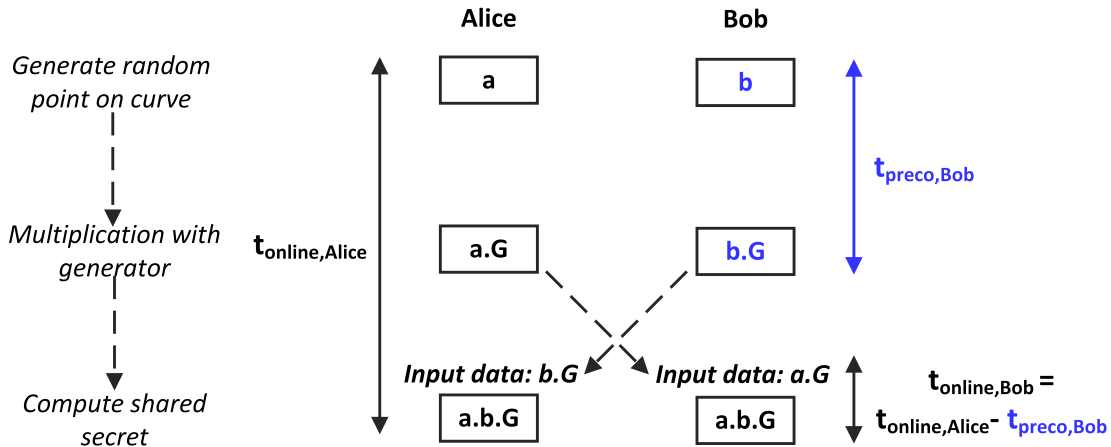 Alice
Bob
Generate random
point on curve
a
b
t_preco,Bob
Multiplication with
generator
t_online,Alice
a.G
b.G
Input data: b.G
Input data: a.G
Compute shared
secret
a.b.G
a.b.G
t_online,Bob =
t_online,Alice- t_preco,Bob